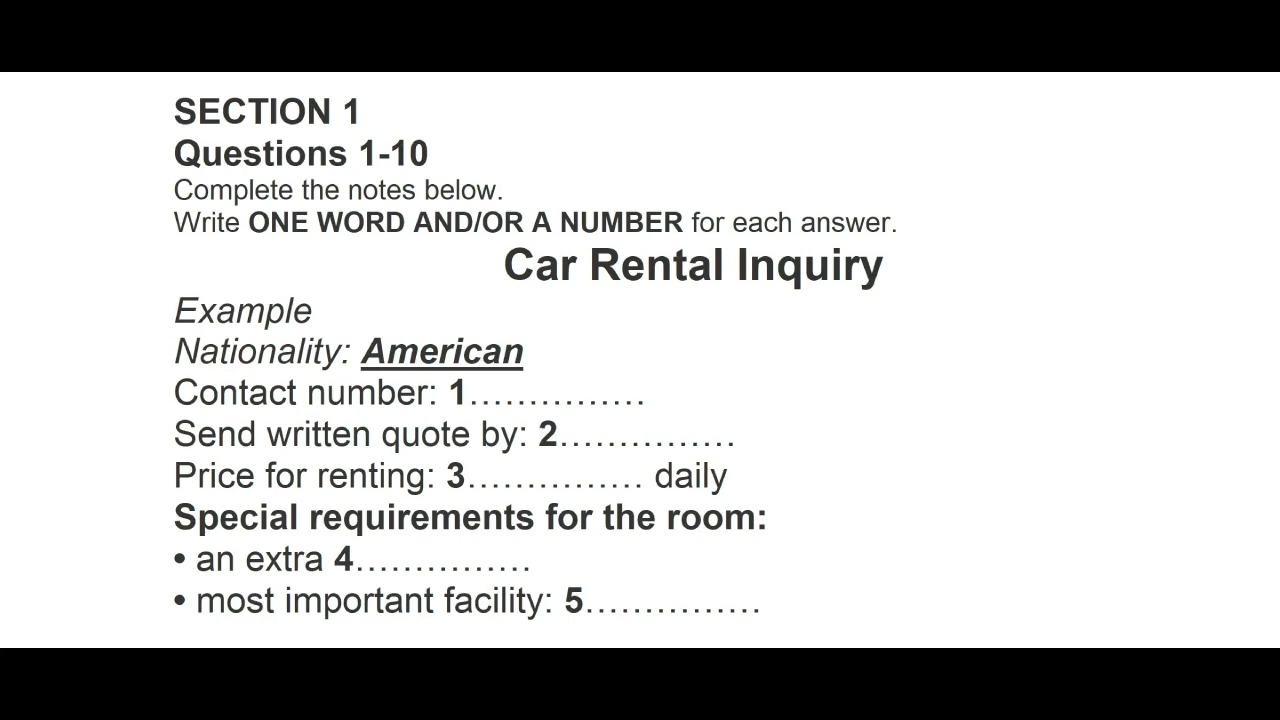 SECTION 1
Questions 1-10
Complete the notes below.
Write ONE WORD AND/OR A NUMBER for each answer.
Car Rental Inquiry
Example
Nationality: American
Contact number: 1……………
Send written quote by: 2……………
Price for renting: 3…………… daily
Special requirements for the room:
• an extra 4……………
• most important facility: 5……………